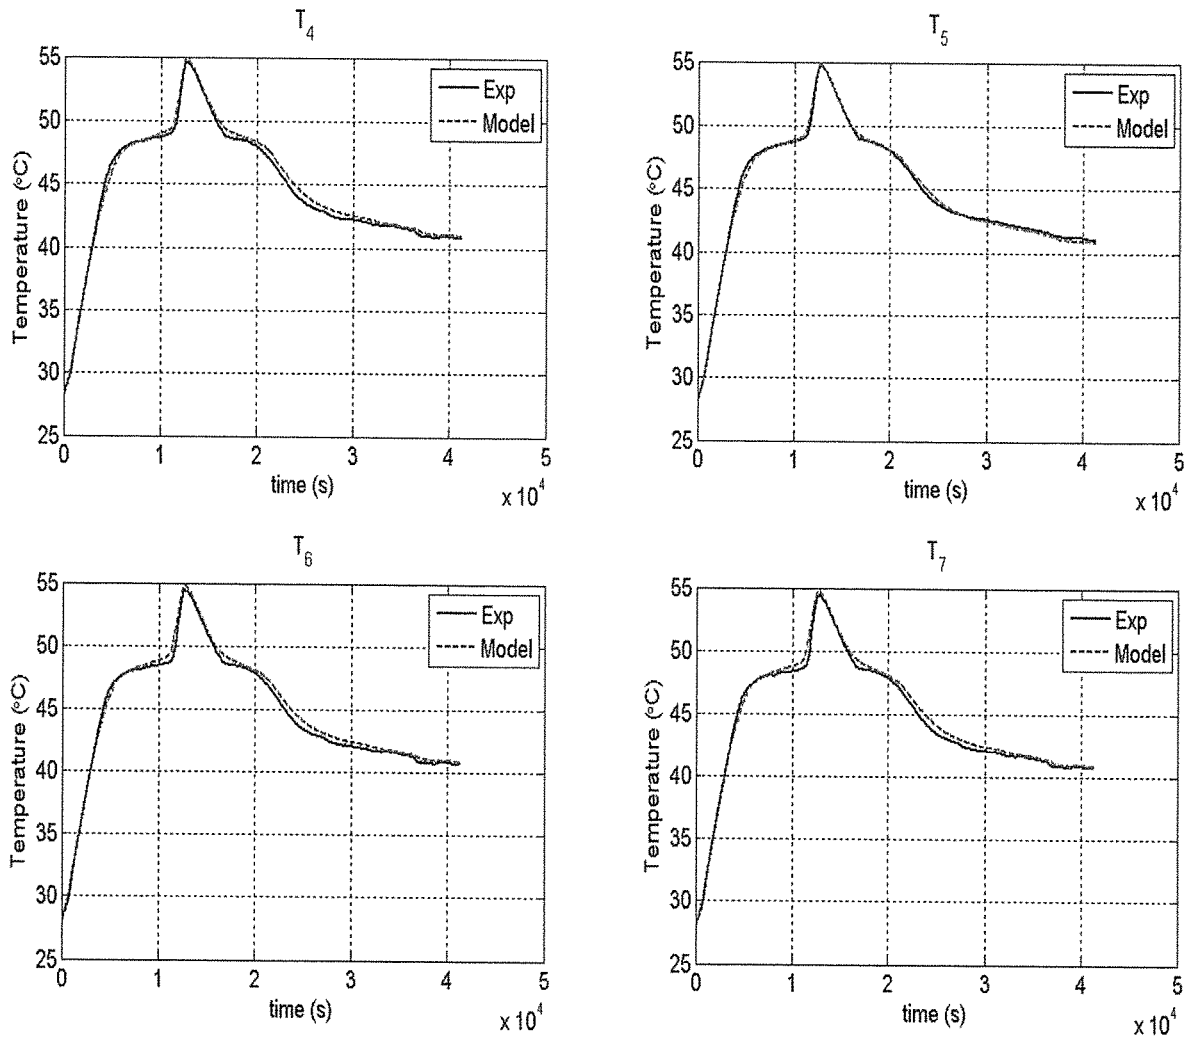 T4
Temperature (°C)
55
50
45
40
35
30
25
0 1 2 3 4 5
time (s)
x 10^4
Exp
Model
T5
Temperature (°C)
55
50
45
40
35
30
25
0 1 2 3 4 5
time (s)
x 10^4
Exp
Model
T6
Temperature (°C)
55
50
45
40
35
30
25
0 1 2 3 4 5
time (s)
x 10^4
Exp
Model
T7
Temperature (°C)
55
50
45
40
35
30
25
0 1 2 3 4 5
time (s)
x 10^4
Exp
Model